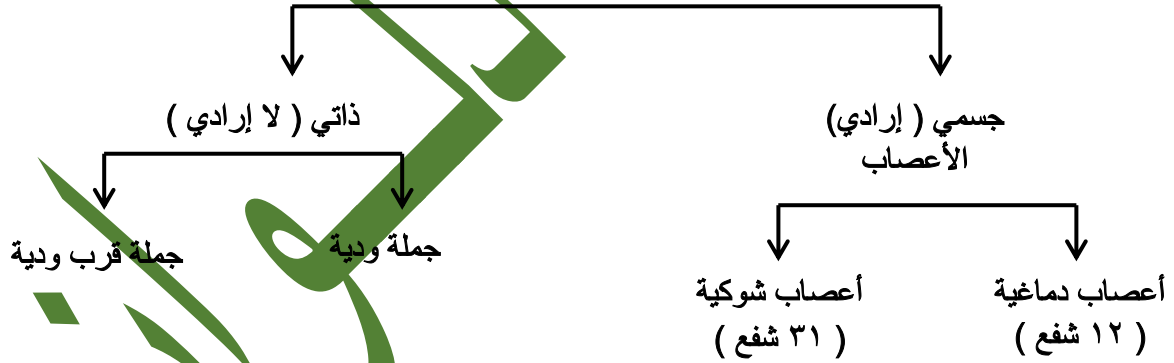 جسمي ( إرادي)
الأعصاب
ذاتي ( لا إرادي )
أعصاب دماغية
( ١٢ شفع )
أعصاب شوكية
( ٣١ شفع )
جملة ودية
جملة قرب ودية